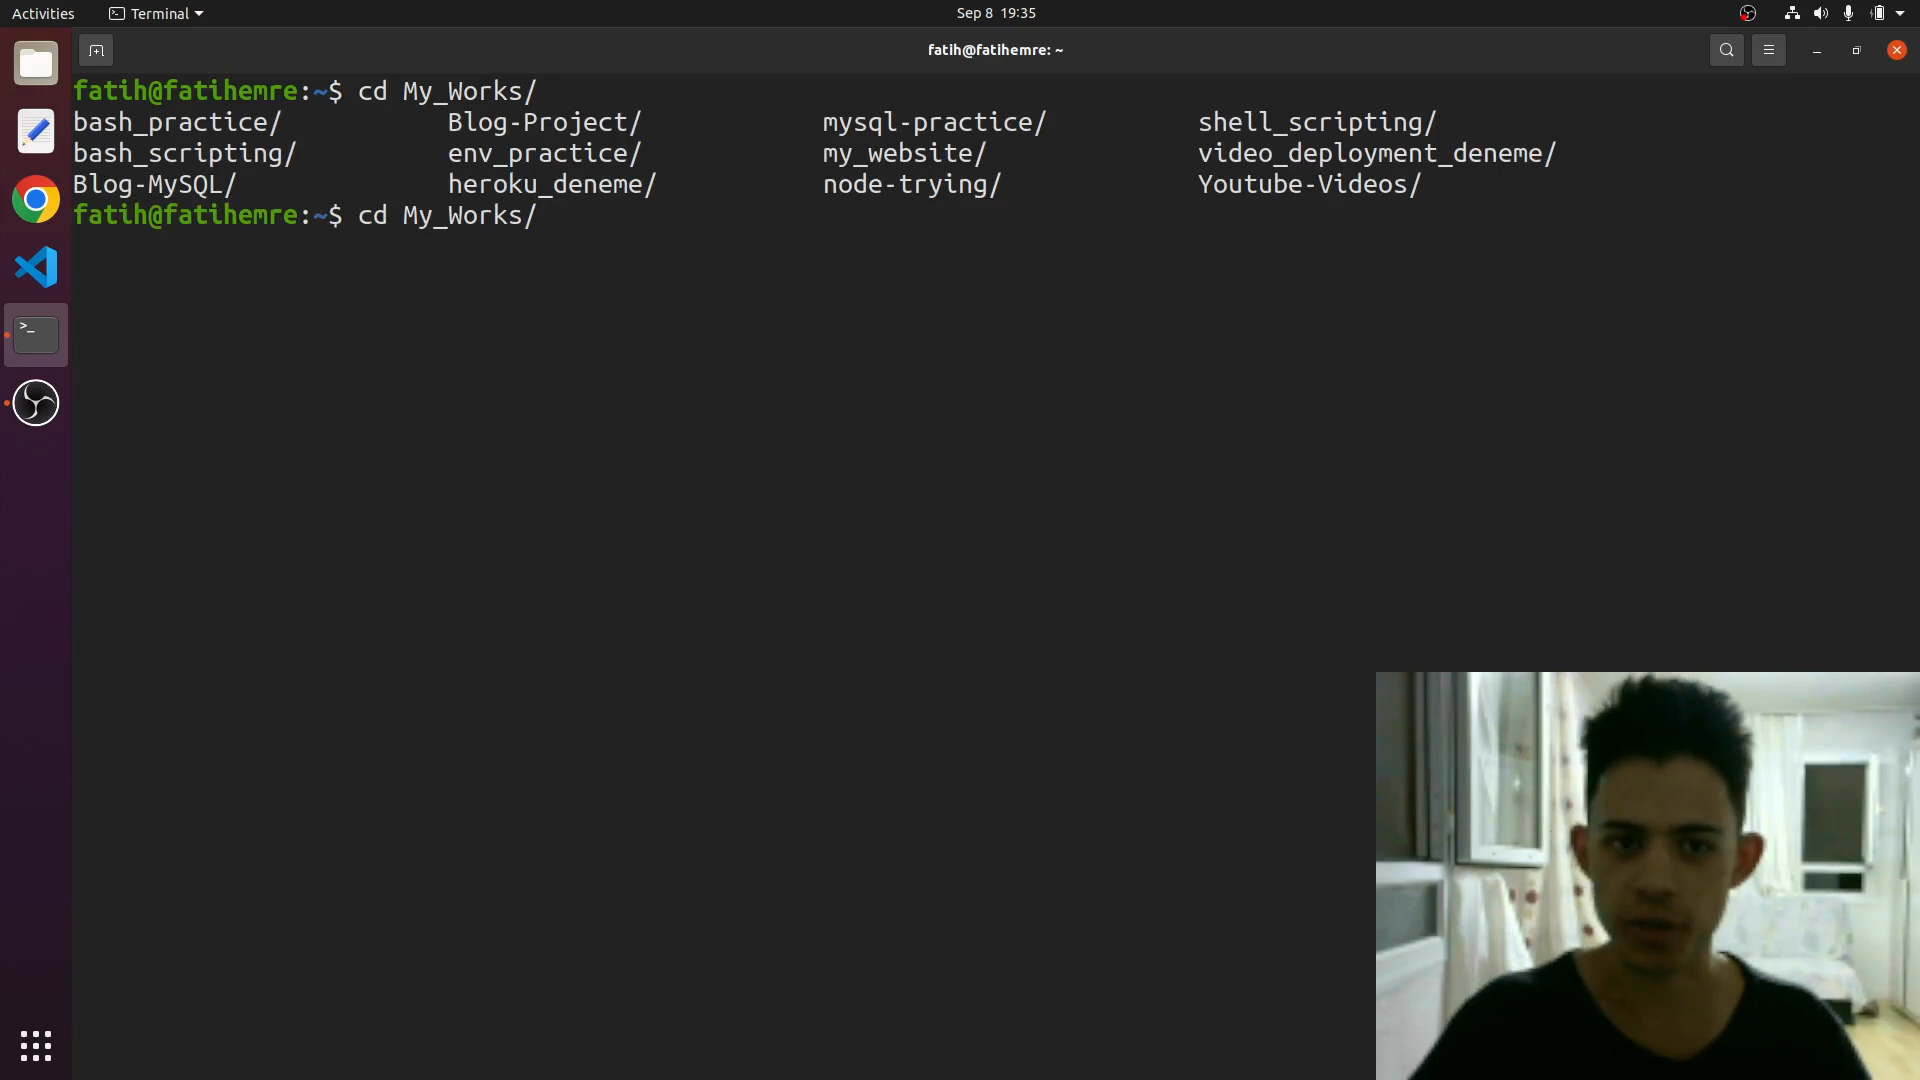 Activities Terminal Sep 8 19:35
fatih@fatihemre: ~
fatih@fatihemre:~$ cd My_Works/
bash_practice/ Blog-Project/ mysql-practice/ shell_scripting/
bash_scripting/ env_practice/ my_website/ video_deployment_deneme/
Blog-MySQL/ heroku_deneme/ node-trying/ Youtube-Videos/
fatih@fatihemre:~$ cd My_Works/
>_